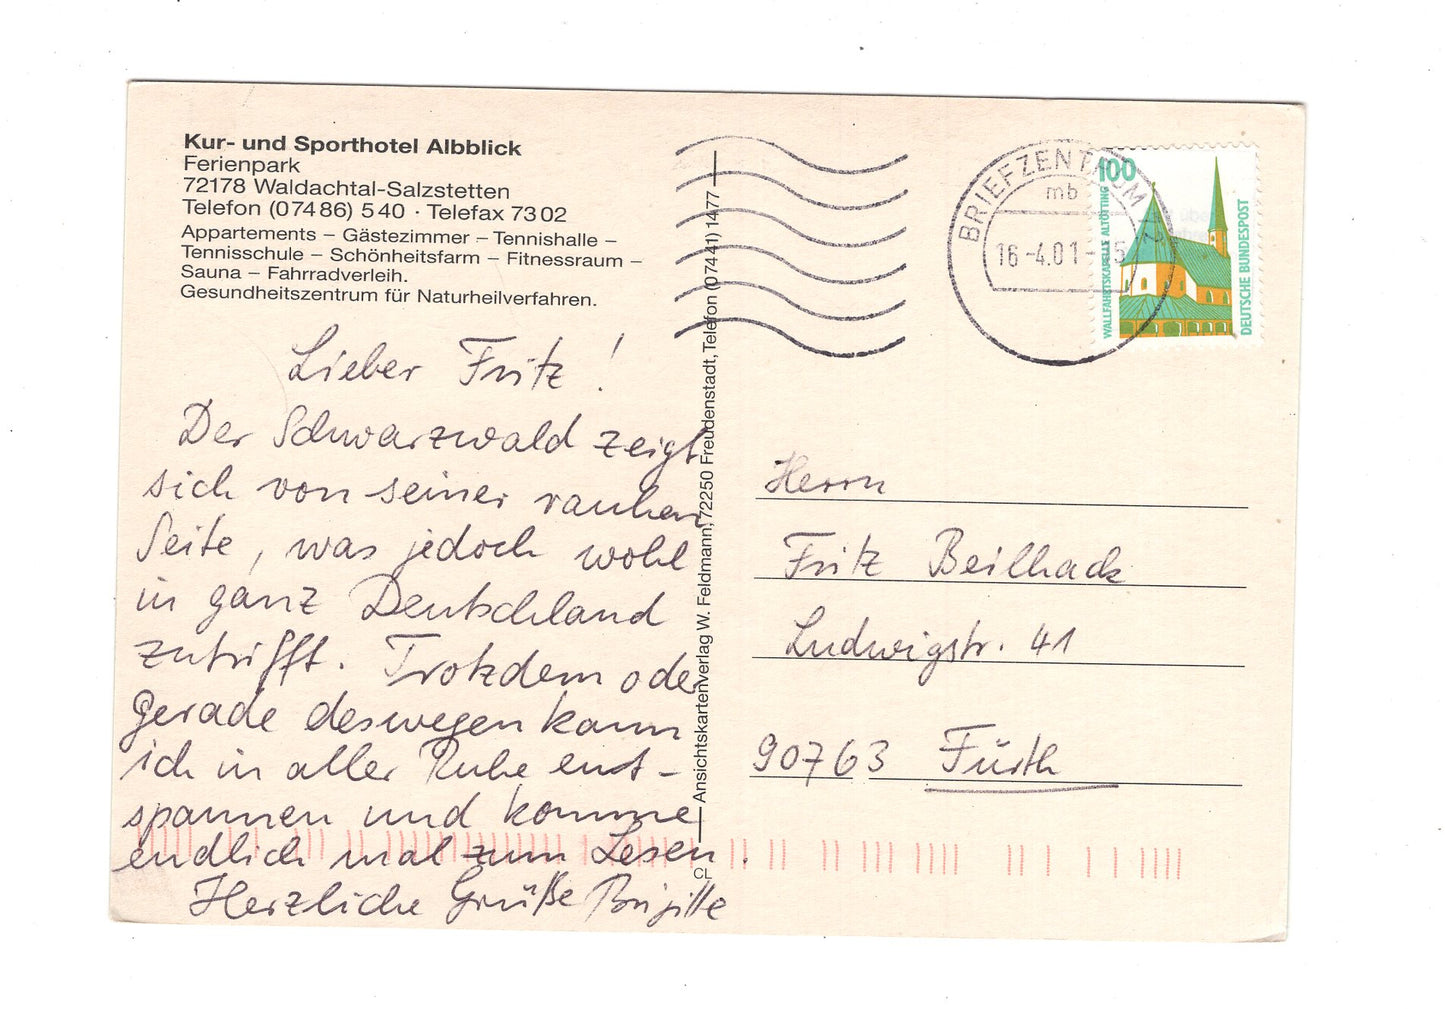 Kur- und Sporthotel Albblick
Ferienpark
72178 Waldachtal-Salzstetten
Telefon (07486) 540 · Telefax 7302
Appartements – Gästezimmer – Tennishalle –
Tennisschule – Schönheitsfarm – Fitnessraum –
Sauna – Fahrradverleih.
Gesundheitszentrum für Naturheilverfahren.
Lieber Fritz!
Der Schwarzwald zeigt
sich von seiner rauhen
Seite, was jedoch wohl
in ganz Deutschland
zutrifft. Trotzdem oder
gerade deswegen kann
ich in aller Ruhe ent-
spannen und komme
endlich mal zum Lesen.
Herzliche Grüße Brigitte
Ansichtskartenverlag W. Feldmann, 72250 Freudenstadt, Telefon (07441) 1477
CL
BRIEFZENTRUM
mb
16-4.01
100
WALLFAHRTSKAPELLE ALTÖTTING
DEUTSCHE BUNDESPOST
Herrn
Fritz Beilhack
Ludwigstr. 41
90763 Fürth